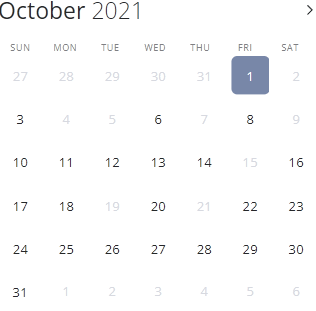 October 2021 >
SUN MON TUE WED THU FRI SAT
27 28 29 30 31 1 2
3 4 5 6 7 8 9
10 11 12 13 14 15 16
17 18 19 20 21 22 23
24 25 26 27 28 29 30
31 1 2 3 4 5 6